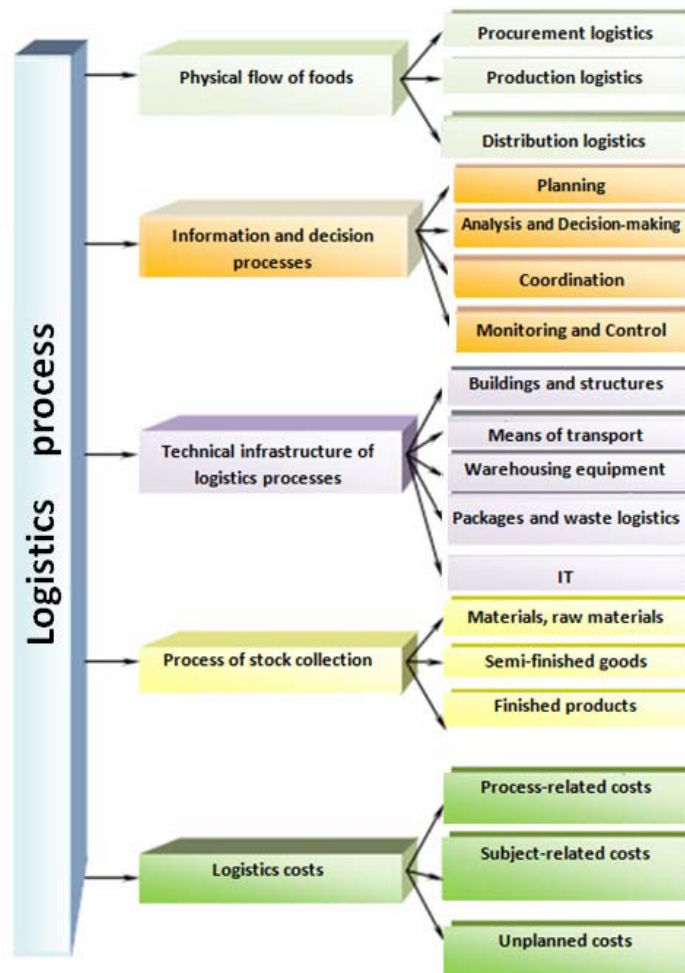 Logistics process
Physical flow of foods
Procurement logistics
Production logistics
Distribution logistics
Information and decision
processes
Planning
Analysis and Decision-making
Coordination
Monitoring and Control
Technical infrastructure of
logistics processes
Buildings and structures
Means of transport
Warehousing equipment
Packages and waste logistics
IT
Process of stock collection
Materials, raw materials
Semi-finished goods
Finished products
Logistics costs
Process-related costs
Subject-related costs
Unplanned costs